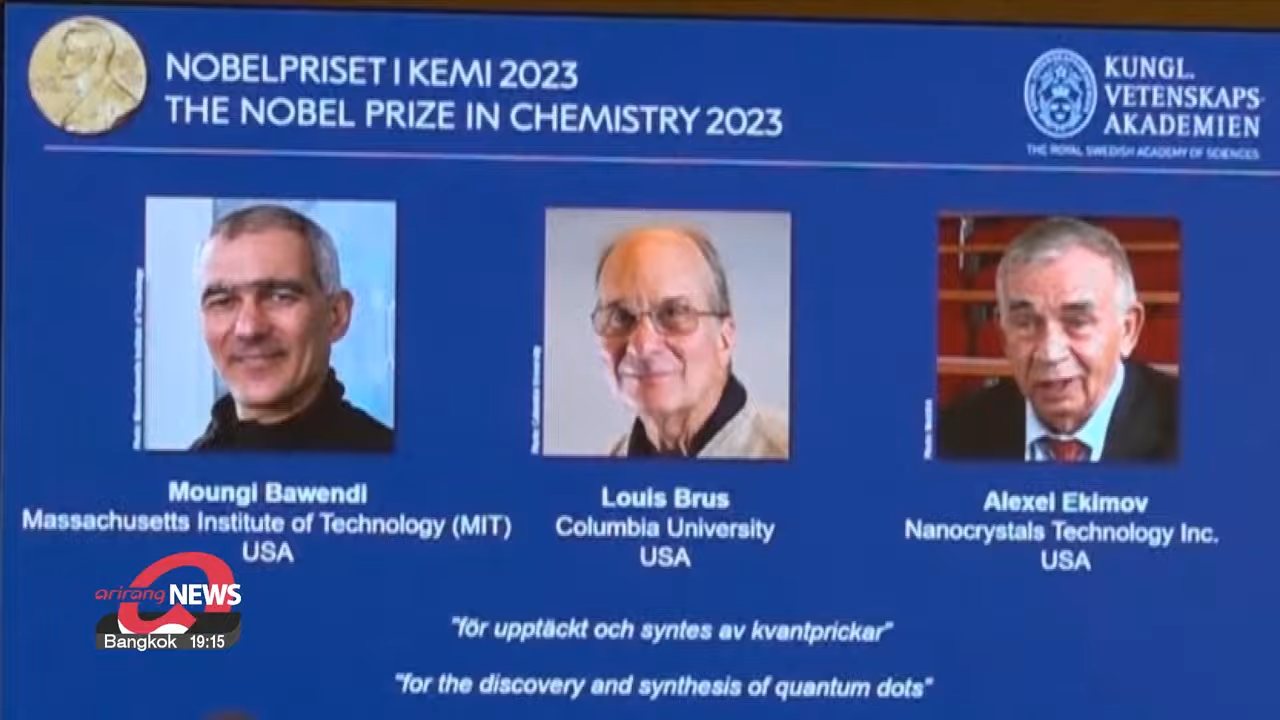 NOBELPRISET I KEMI 2023
THE NOBEL PRIZE IN CHEMISTRY 2023
KUNGL.
VETENSKAPS-
AKADEMIEN
THE ROYAL SWEDISH ACADEMY OF SCIENCES
Moungi Bawendi
Massachusetts Institute of Technology (MIT)
USA
Louis Brus
Columbia University
USA
Alexei Ekimov
Nanocrystals Technology Inc.
USA
arirang NEWS
Bangkok 19:15
"för upptäckt och syntes av kvantprickar"
"for the discovery and synthesis of quantum dots"